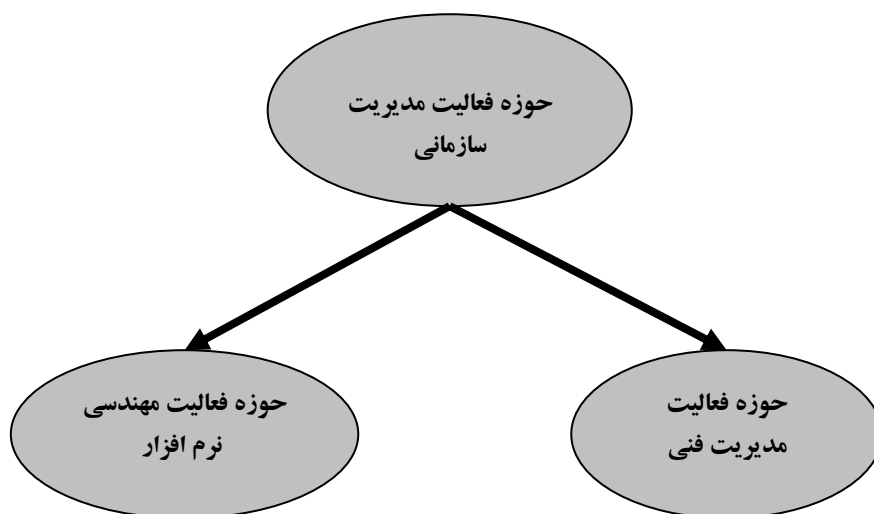 حوزه فعالیت مدیریت
سازمانی
حوزه فعالیت
مدیریت فنی
حوزه فعالیت مهندسی
نرم افزار